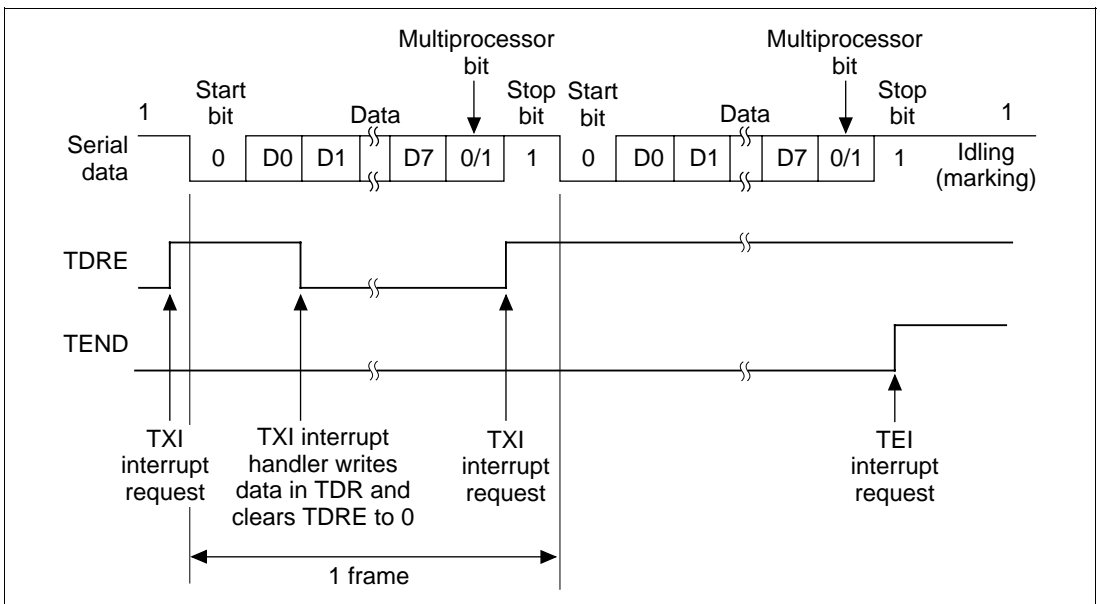 Multiprocessor bit
Multiprocessor bit
1
Start bit
Data
Stop bit
Start bit
Data
Stop bit
1
Serial data
0 D0 D1 D7 0/1 1 0 D0 D1 D7 0/1 1
Idling (marking)
TDRE
TEND
TXI interrupt request
TXI interrupt handler writes data in TDR and clears TDRE to 0
TXI interrupt request
TEI interrupt request
1 frame